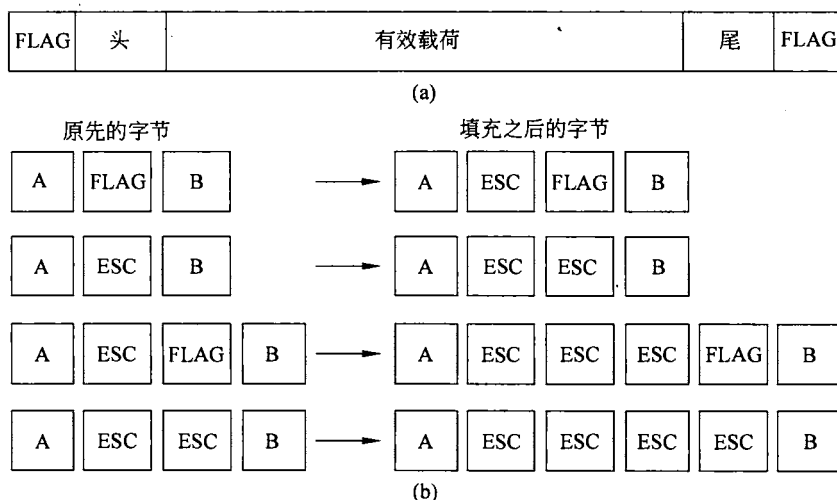 FLAG 头 有效载荷 尾 FLAG
(a)
原先的字节 填充之后的字节
A FLAG B A ESC FLAG B
A ESC B A ESC ESC B
A ESC FLAG B A ESC ESC ESC FLAG B
A ESC ESC B A ESC ESC ESC ESC B
(b)